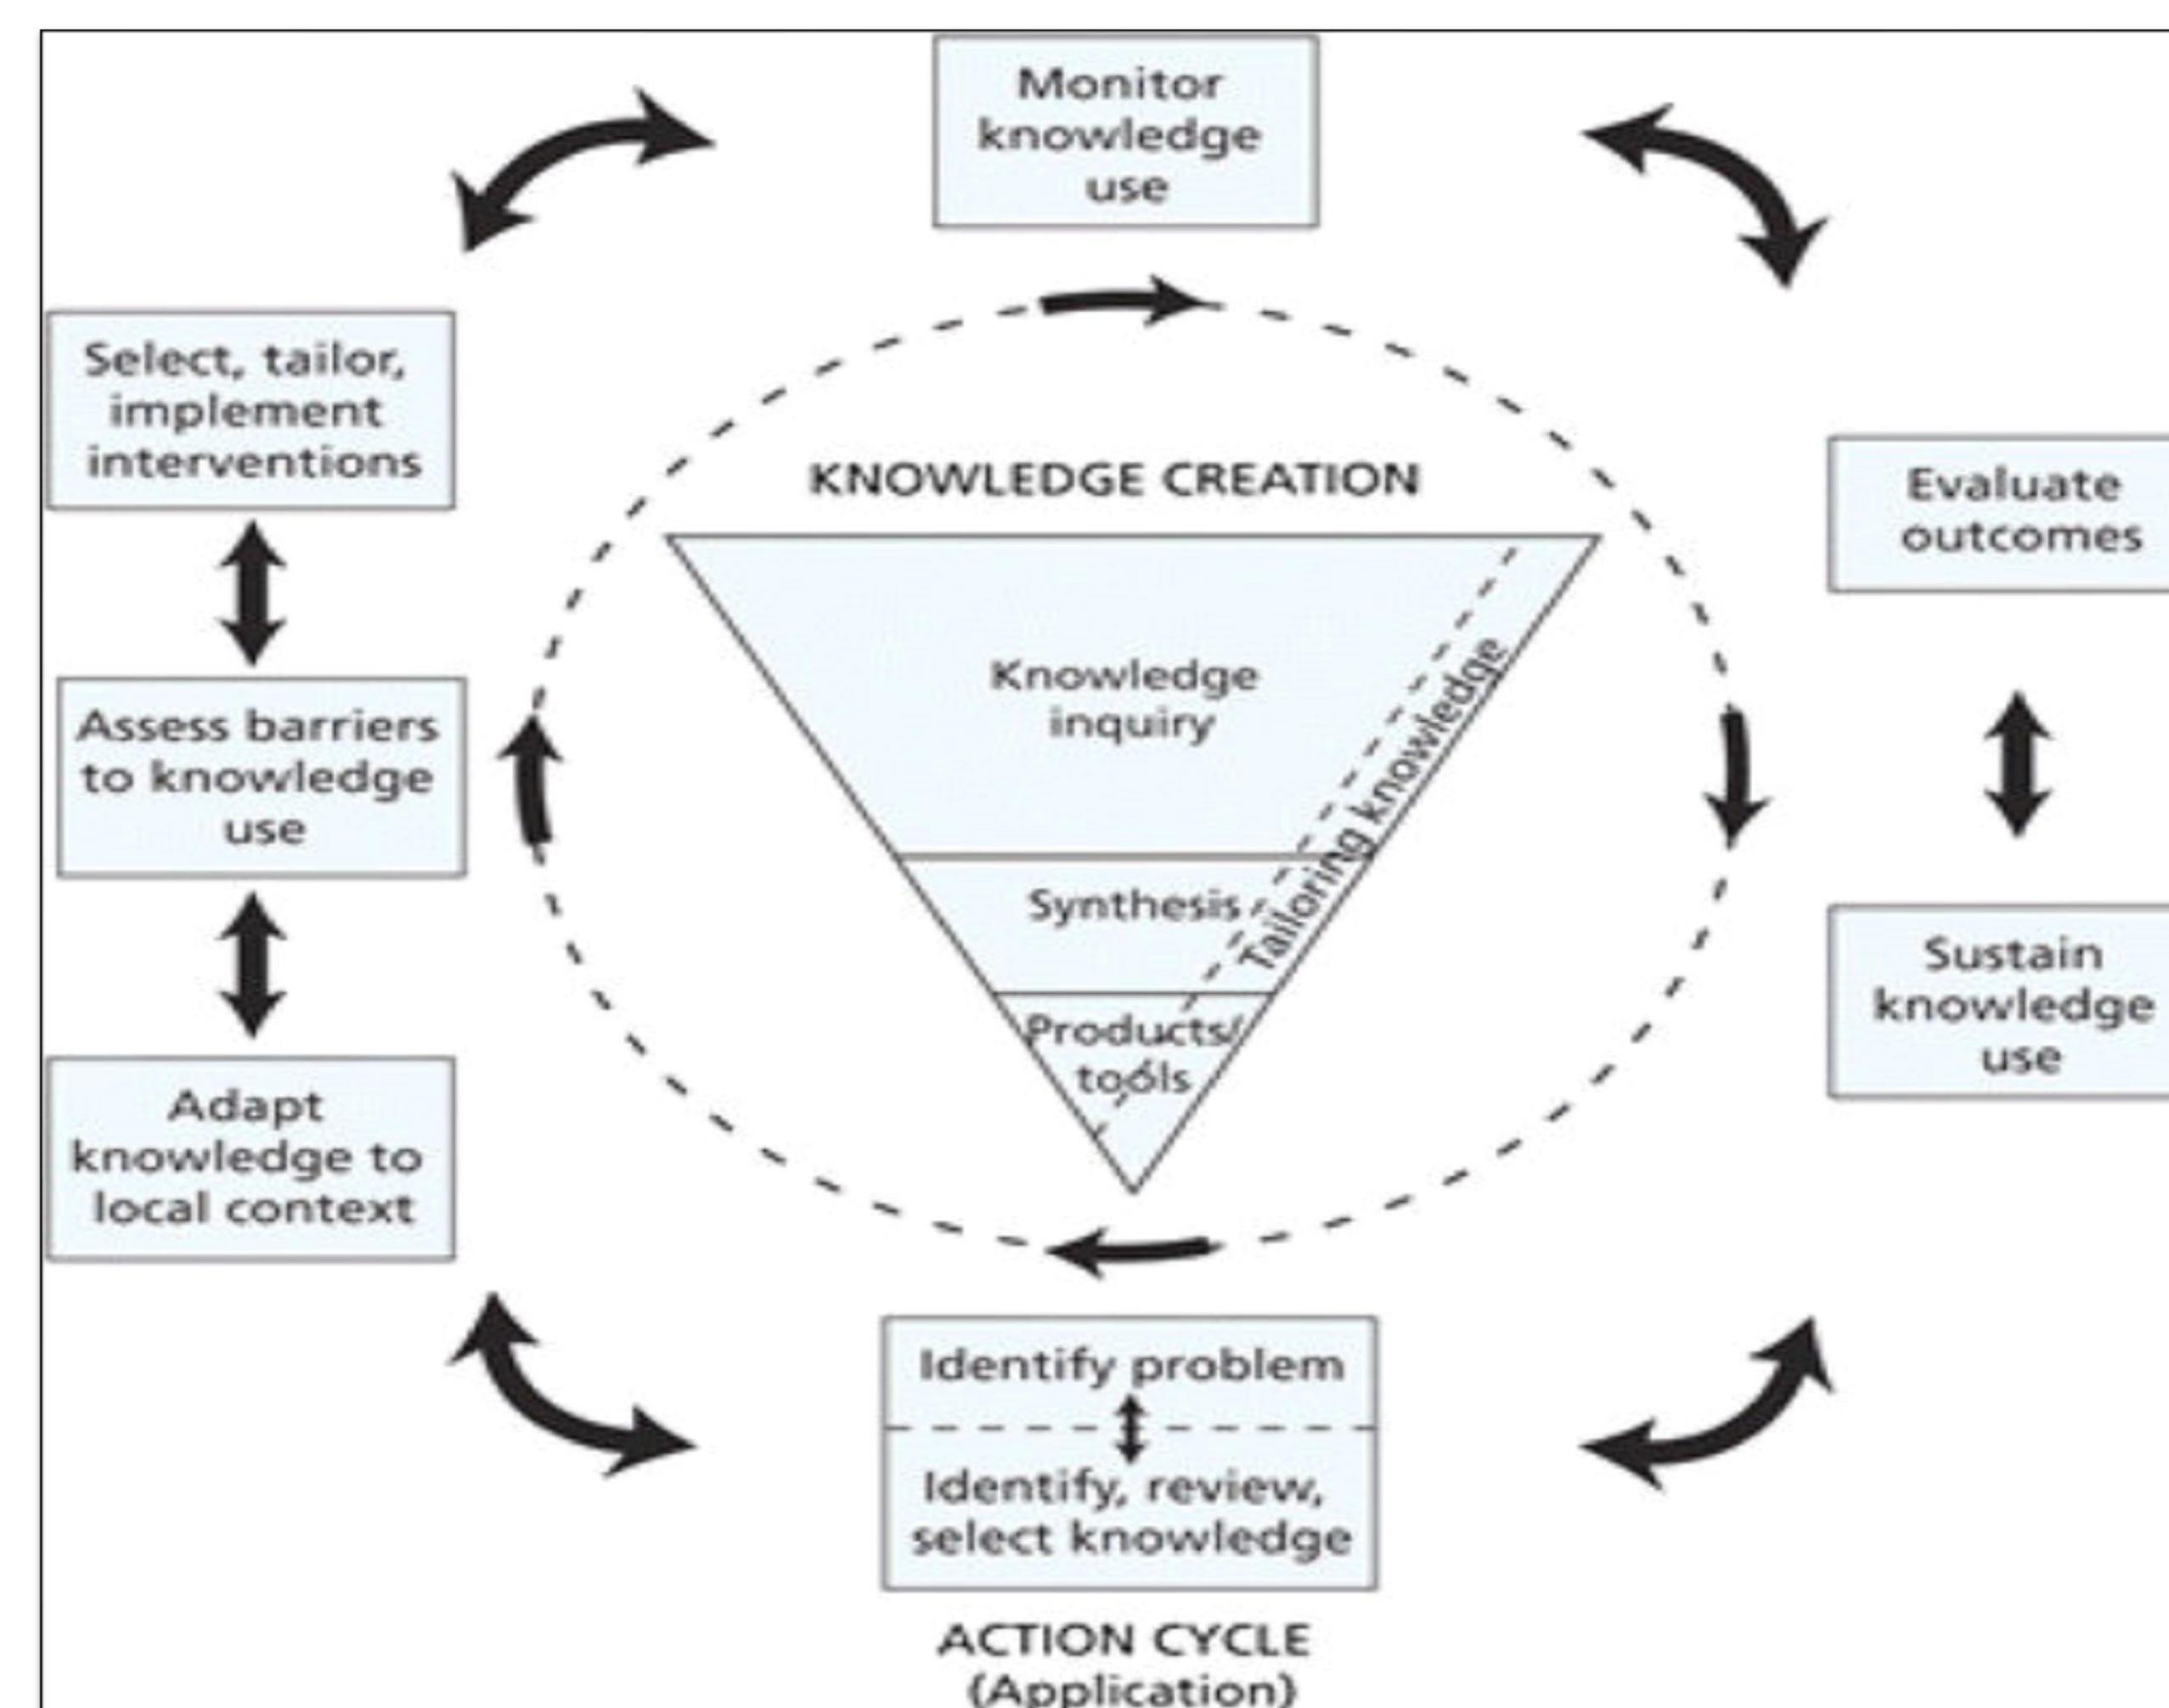 Monitor
knowledge
use
Select, tailor,
implement
interventions
Evaluate
outcomes
KNOWLEDGE CREATION
Knowledge
inquiry
Tailoring knowledge
Assess barriers
to knowledge
use
Synthesis
Sustain
knowledge
use
Products/
tools
Adapt
knowledge to
local context
Identify problem
Identify, review,
select knowledge
ACTION CYCLE
(Application)